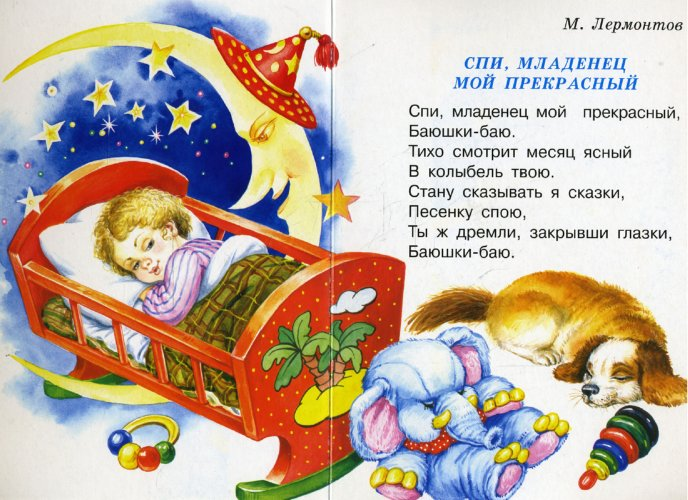 М. Лермонтов
СПИ, МЛАДЕНЕЦ
МОЙ ПРЕКРАСНЫЙ
Спи, младенец мой прекрасный,
Баюшки-баю.
Тихо смотрит месяц ясный
В колыбель твою.
Стану сказывать я сказки,
Песенку спою,
Ты ж дремли, закрывши глазки,
Баюшки-баю.